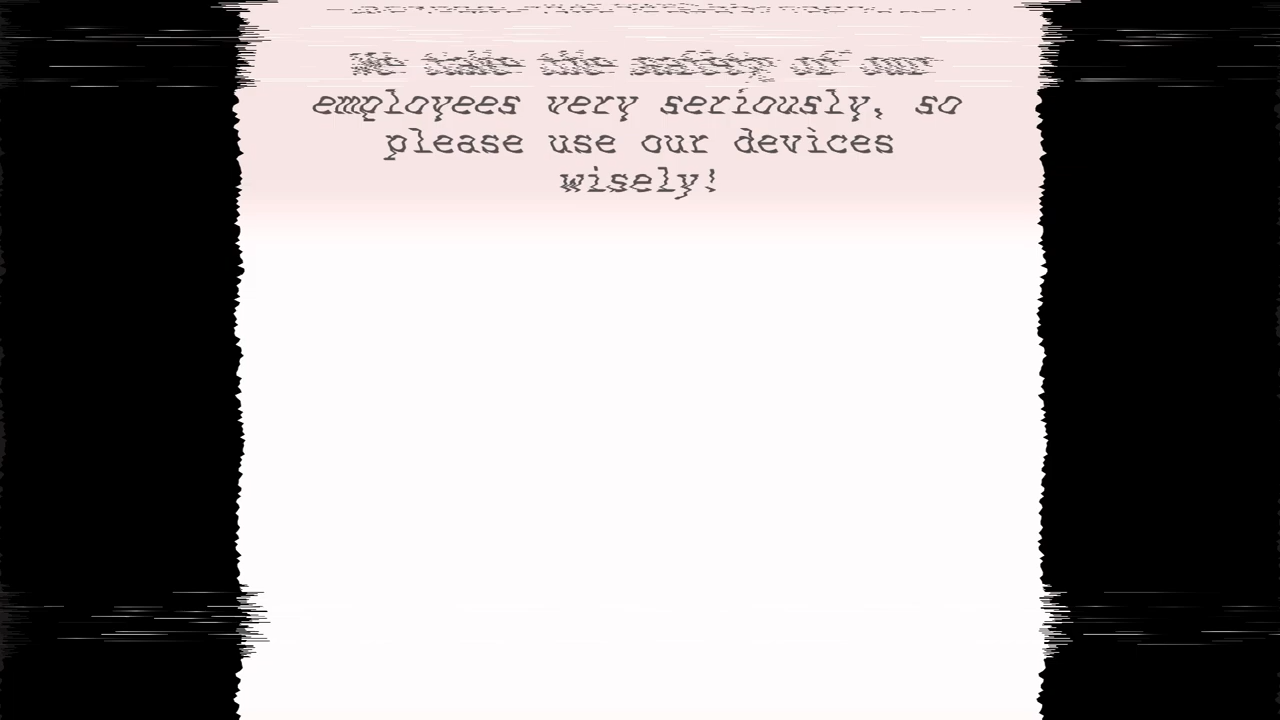 We take the safety of our
employees very seriously, so
please use our devices
wisely!